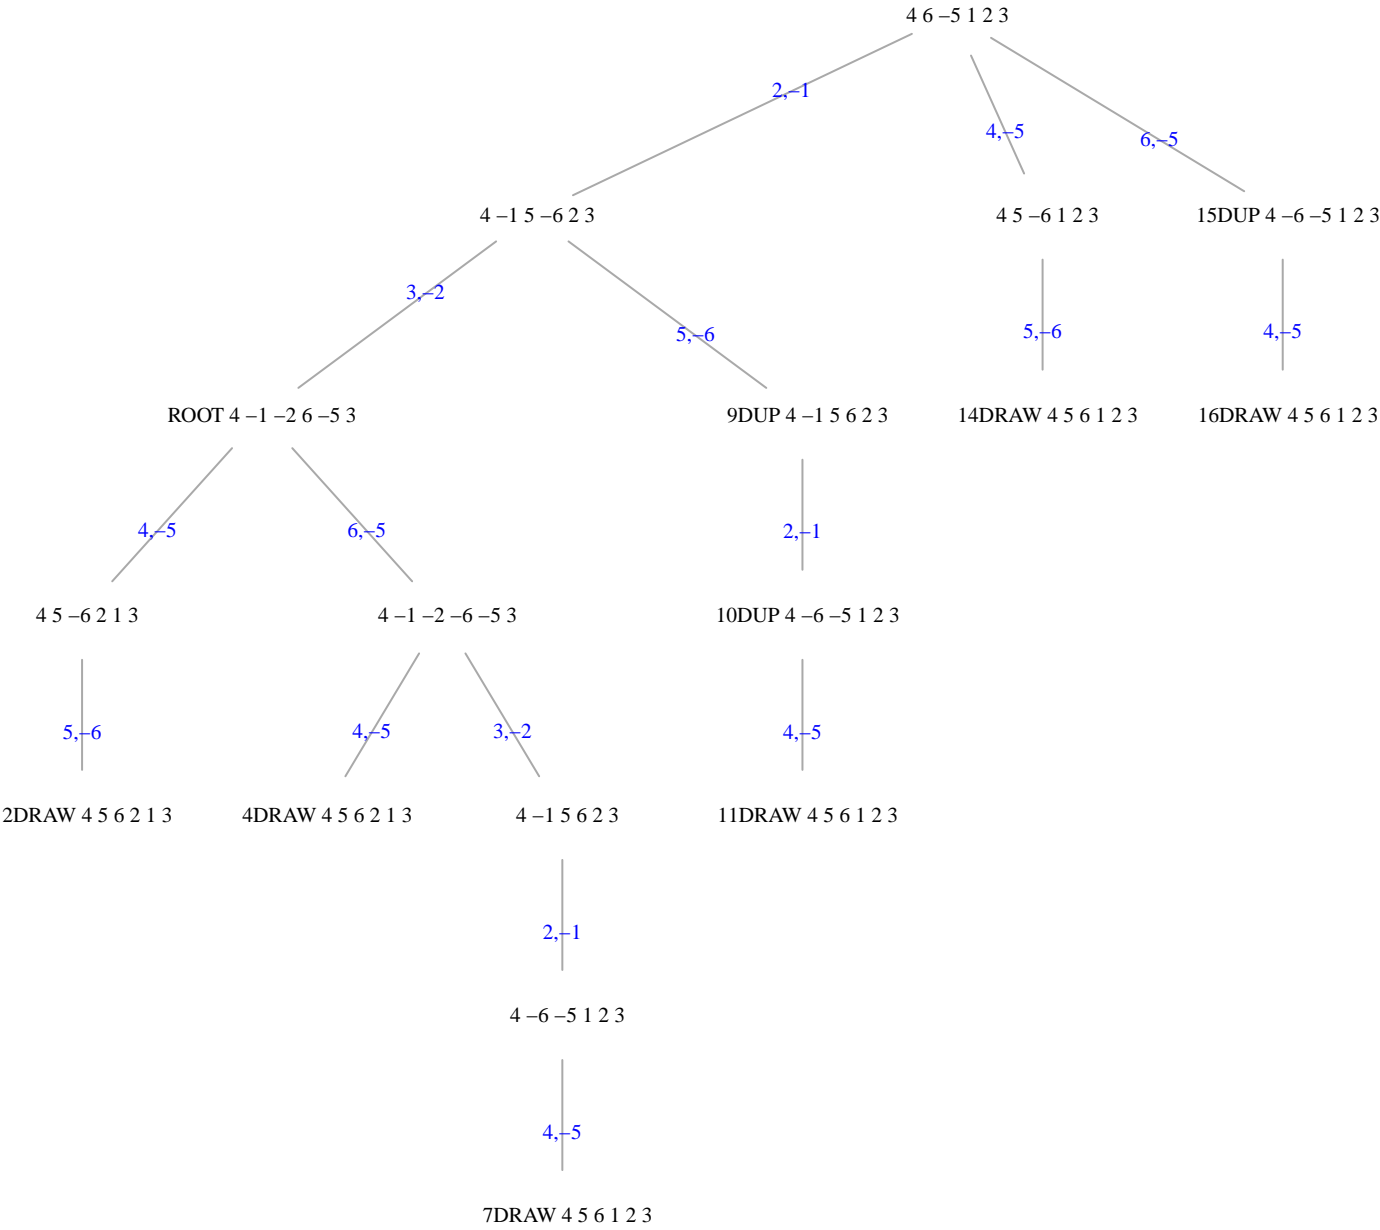 4 6 –5 1 2 3
2,–1
4,–5
6,–5
4 –1 5 –6 2 3
4 5 –6 1 2 3
15DUP 4 –6 –5 1 2 3
3,–2
5,–6
5,–6
4,–5
ROOT 4 –1 –2 6 –5 3
9DUP 4 –1 5 6 2 3
14DRAW 4 5 6 1 2 3
16DRAW 4 5 6 1 2 3
4,–5
6,–5
2,–1
4 5 –6 2 1 3
4 –1 –2 –6 –5 3
10DUP 4 –6 –5 1 2 3
5,–6
4,–5
3,–2
4,–5
2DRAW 4 5 6 2 1 3
4DRAW 4 5 6 2 1 3
4 –1 5 6 2 3
11DRAW 4 5 6 1 2 3
2,–1
4 –6 –5 1 2 3
4,–5
7DRAW 4 5 6 1 2 3